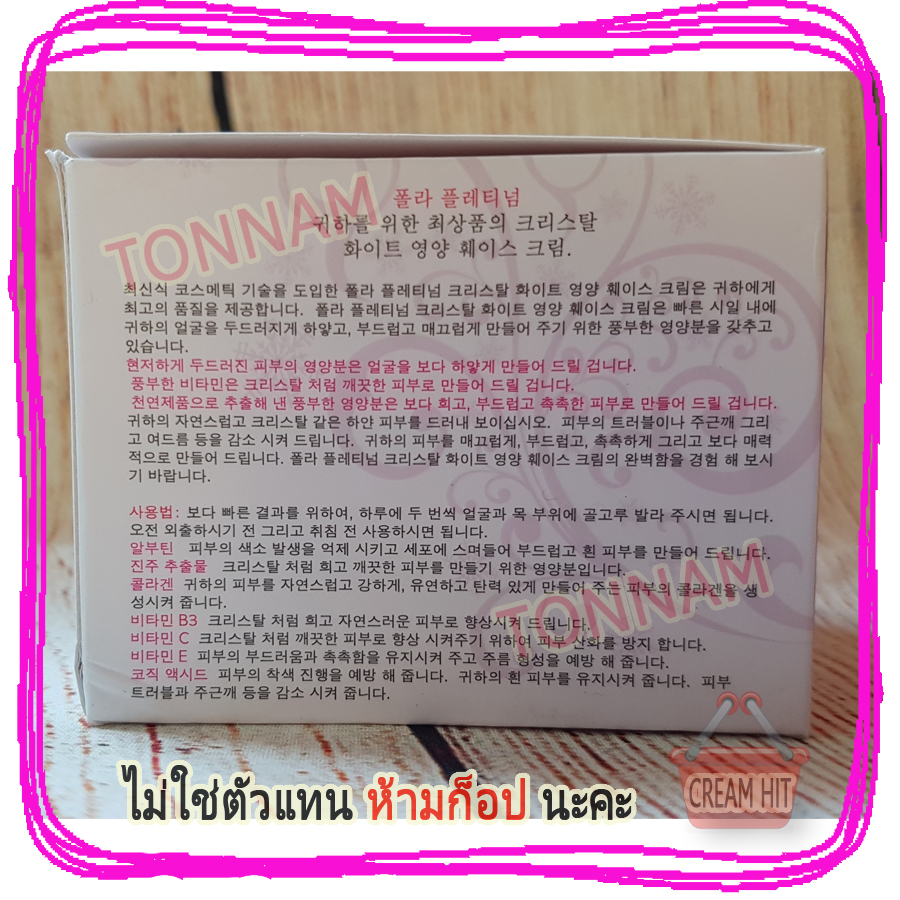 TONNAM
폴라 플레티넘
귀하를 위한 최상품의 크리스탈
화이트 영양 훼이스 크림.
최신식 코스메틱 기술을 도입한 폴라 플레티넘 크리스탈 화이트 영양 훼이스 크림은 귀하에게
최고의 품질을 제공합니다. 폴라 플레티넘 크리스탈 화이트 영양 훼이스 크림은 빠른 시일 내에
귀하의 얼굴을 두드러지게 하얗고, 부드럽고 매끄럽게 만들어 주기 위한 풍부한 영양분을 갖추고
있습니다.
현저하게 두드러진 피부의 영양분은 얼굴을 보다 하얗게 만들어 드릴 겁니다.
풍부한 비타민은 크리스탈 처럼 깨끗한 피부로 만들어 드릴 겁니다.
천연제품으로 추출해 낸 풍부한 영양분은 보다 희고, 부드럽고 촉촉한 피부로 만들어 드릴 겁니다.
귀하의 자연스럽고 크리스탈 같은 하얀 피부를 드러내 보이십시오. 피부의 트러블이나 주근깨 그리
고 여드름 등을 감소 시켜 드립니다. 귀하의 피부를 매끄럽게, 부드럽고, 촉촉하게 그리고 보다 매력
적으로 만들어 드립니다. 폴라 플레티넘 크리스탈 화이트 영양 훼이스 크림의 완벽함을 경험 해 보시
기 바랍니다.
사용법: 보다 빠른 결과를 위하여, 하루에 두 번씩 얼굴과 목 부위에 골고루 발라 주시면 됩니다.
오전 외출하시기 전 그리고 취침 전 사용하시면 됩니다.
알부틴 피부의 색소 발생을 억제 시키고 세포에 스며들어 부드럽고 흰 피부를 만들어 드립니다.
진주 추출물 크리스탈 처럼 희고 깨끗한 피부를 만들기 위한 영양분입니다.
콜라겐 귀하의 피부를 자연스럽고 강하게, 유연하고 탄력 있게 만들어 주는 피부의 콜라겐을 생
성시켜 줍니다.
TONNAM
비타민 B3 크리스탈 처럼 희고 자연스러운 피부로 향상시켜 드립니다.
비타민 C 크리스탈 처럼 깨끗한 피부로 향상 시켜주기 위하여 피부 산화를 방지 합니다.
비타민 E 피부의 부드러움과 촉촉함을 유지시켜 주고 주름 형성을 예방 해 줍니다.
코직 액시드 피부의 착색 진행을 예방 해 줍니다. 귀하의 흰 피부를 유지시켜 줍니다. 피부
트러블과 주근깨 등을 감소 시켜 줍니다.
ไม่ใช่ตัวแทน ห้ามก็อป นะคะ
CREAM HIT